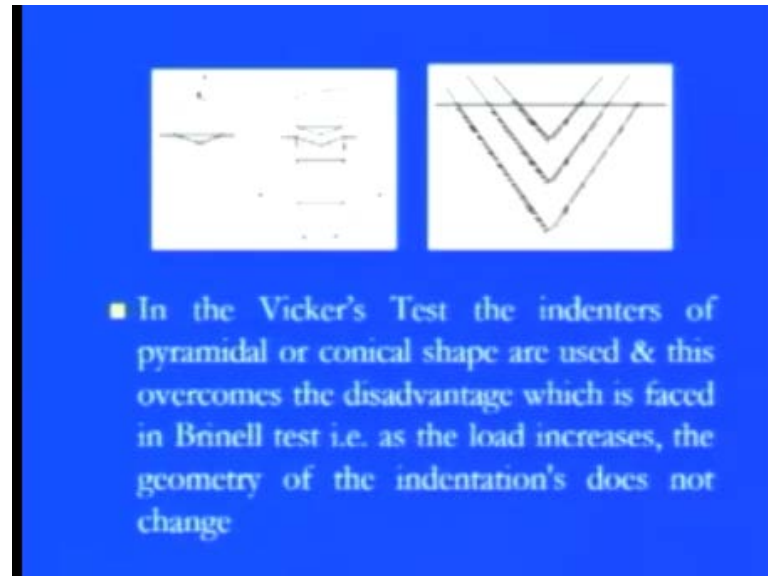 In the Vicker's Test the indenters of
pyramidal or conical shape are used & this
overcomes the disadvantage which is faced
in Brinell test i.e. as the load increases, the
geometry of the indentation's does not
change